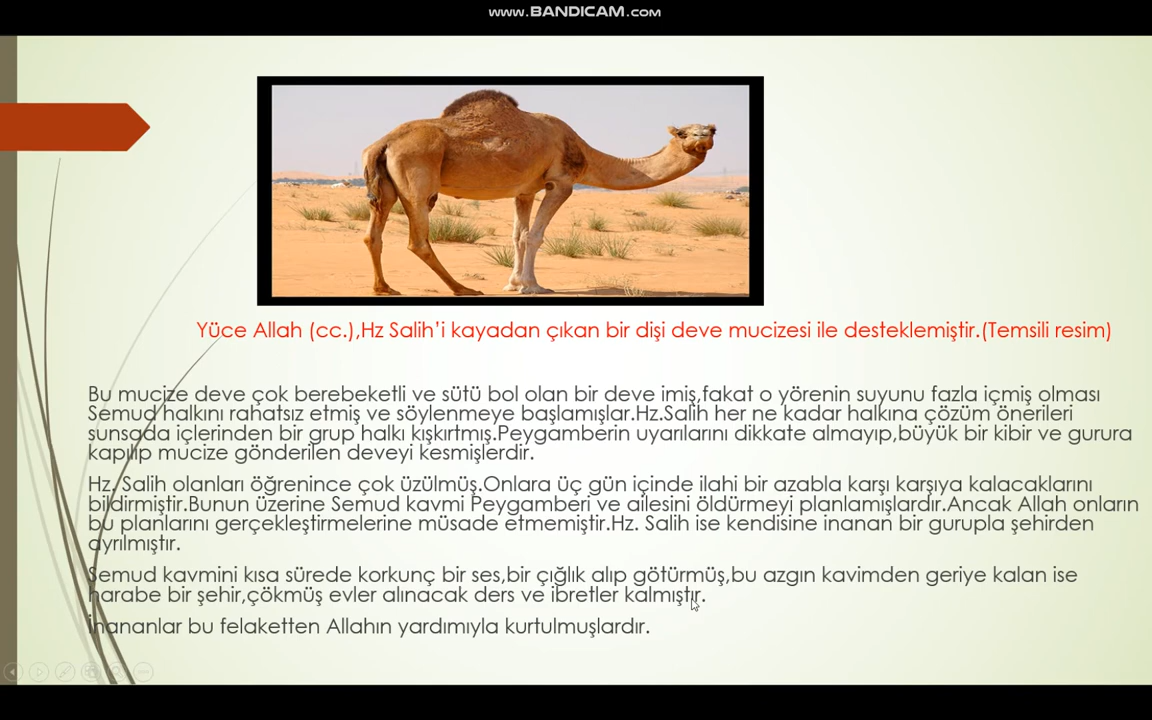 www.BANDICAM.com
Yüce Allah (cc.),Hz Salih'i kayadan çıkan bir dişi deve mucizesi ile desteklemiştir.(Temsili resim)
Bu mucize deve çok berebeketli ve sütü bol olan bir deve imiş,fakat o yörenin suyunu fazla içmiş olması
Semud halkını rahatsız etmiş ve söylenmeye başlamışlar.Hz.Salih her ne kadar halkına çözüm önerileri
sunsada içlerinden bir grup halkı kışkırtmış.Peygamberin uyarılarını dikkate almayıp,büyük bir kibir ve gurura
kapılıp mucize gönderilen deveyi kesmişlerdir.
Hz. Salih olanları öğrenince çok üzülmüş.Onlara üç gün içinde ilahi bir azabla karşı karşıya kalacaklarını
bildirmiştir.Bunun üzerine Semud kavmi Peygamberi ve ailesini öldürmeyi planlamışlardır.Ancak Allah onların
bu planlarını gerçekleştirmelerine müsade etmemiştir.Hz. Salih ise kendisine inanan bir gurupla şehirden
ayrılmıştır.
Semud kavmini kısa sürede korkunç bir ses,bir çığlık alıp götürmüş,bu azgın kavimden geriye kalan ise
harabe bir şehir,çökmüş evler alınacak ders ve ibretler kalmıştır.
İnananlar bu felaketten Allahın yardımıyla kurtulmuşlardır.